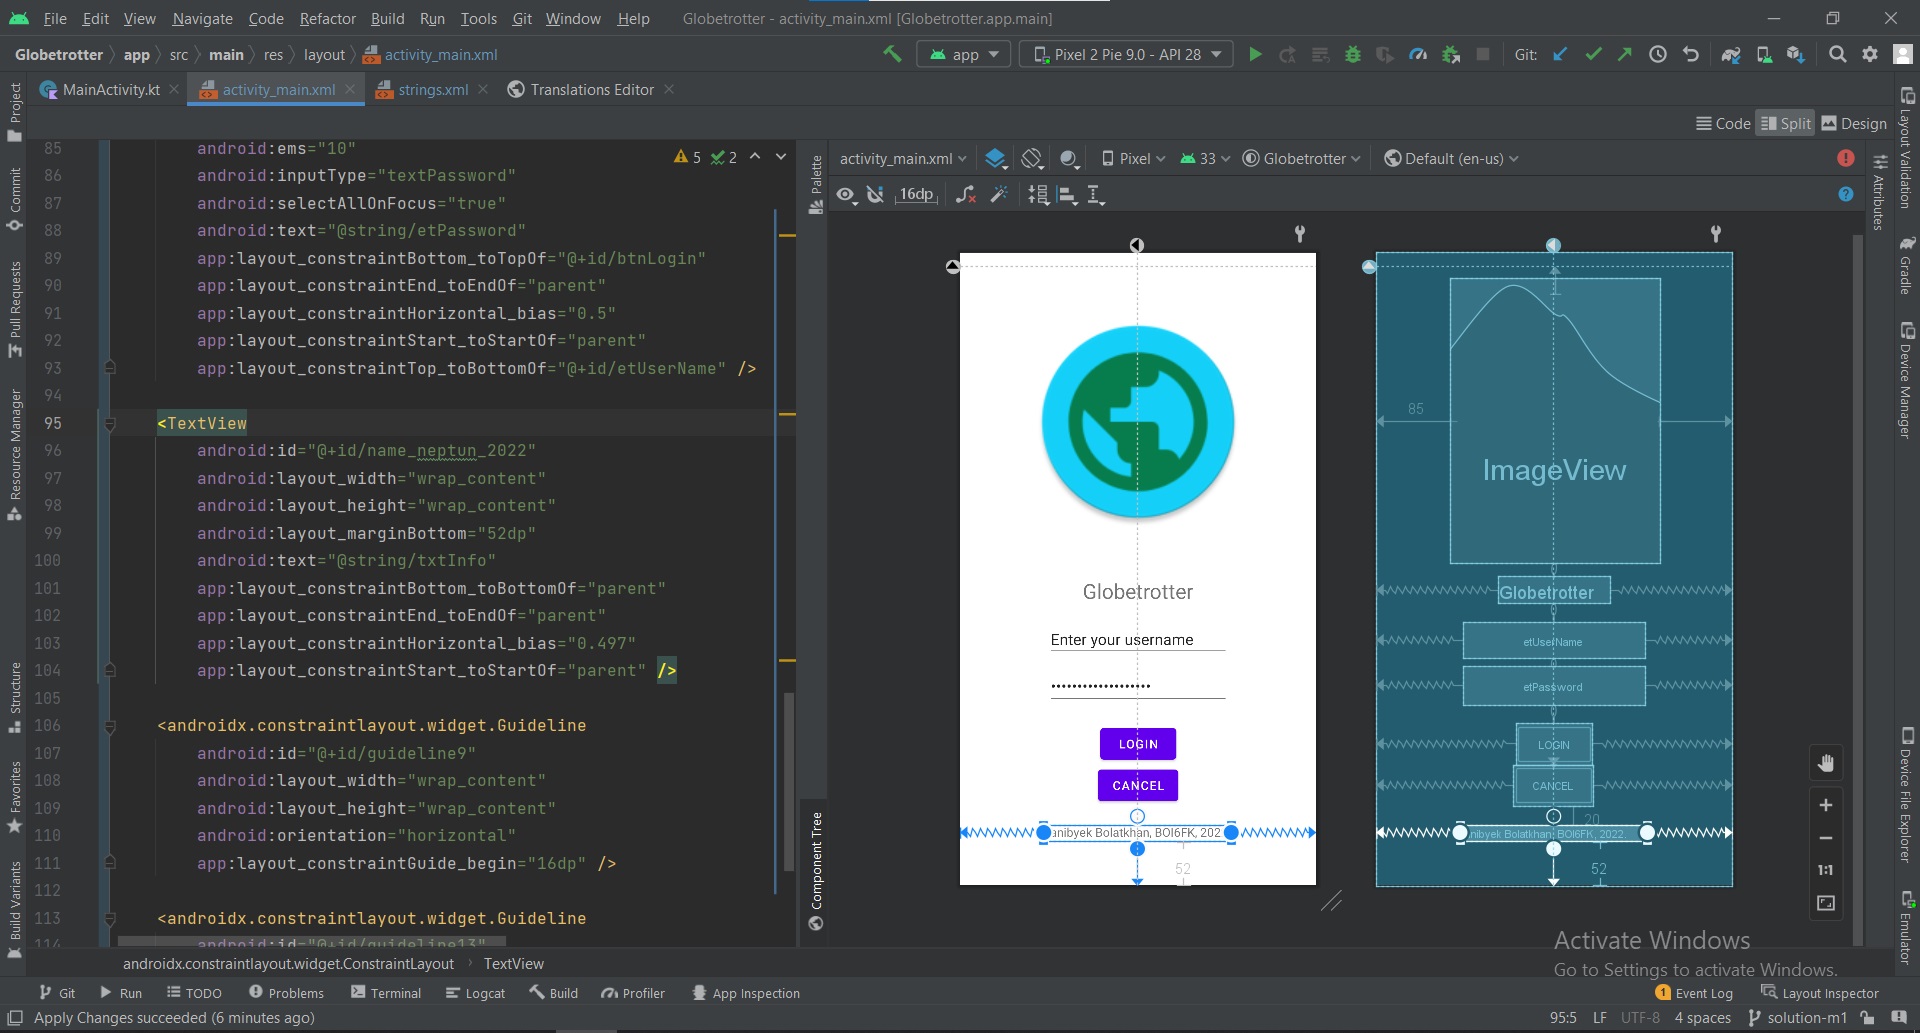 File Edit View Navigate Code Refactor Build Run Tools Git Window Help Globetrotter - activity_main.xml [Globetrotter.app.main]
Globetrotter app src main res layout activity_main.xml app Pixel 2 Pie 9.0 - API 28 Git:
MainActivity.kt activity_main.xml strings.xml Translations Editor
Code Split Design
Project
Commit
Pull Requests
Resource Manager
Structure
Favorites
Build Variants
5 2
85 android:ems="10"
86 android:inputType="textPassword"
87 android:selectAllOnFocus="true"
88 android:text="@string/etPassword"
89 app:layout_constraintBottom_toTopOf="@+id/btnLogin"
90 app:layout_constraintEnd_toEndOf="parent"
91 app:layout_constraintHorizontal_bias="0.5"
92 app:layout_constraintStart_toStartOf="parent"
93 app:layout_constraintTop_toBottomOf="@+id/etUserName" />
94
95 <TextView
96 android:id="@+id/name_neptun_2022"
97 android:layout_width="wrap_content"
98 android:layout_height="wrap_content"
99 android:layout_marginBottom="52dp"
100 android:text="@string/txtInfo"
101 app:layout_constraintBottom_toBottomOf="parent"
102 app:layout_constraintEnd_toEndOf="parent"
103 app:layout_constraintHorizontal_bias="0.497"
104 app:layout_constraintStart_toStartOf="parent" />
105
106 <androidx.constraintlayout.widget.Guideline
107 android:id="@+id/guideline9"
108 android:layout_width="wrap_content"
109 android:layout_height="wrap_content"
110 android:orientation="horizontal"
111 app:layout_constraintGuide_begin="16dp" />
112
113 <androidx.constraintlayout.widget.Guideline
114 android:id="@+id/guideline13"
Palette
Component Tree
activity_main.xml Pixel 33 Globetrotter Default (en-us)
16dp
Globetrotter
Enter your username
LOGIN
CANCEL
anibyek Bolatkhan, BOI6FK, 202
52
85
ImageView
Globetrotter
etUserName
etPassword
LOGIN
CANCEL
20
nibyek Bolatkhan, BOI6FK, 2022.
52
1:1
Attributes
Layout Validation
Gradle
Device Manager
Device File Explorer
Emulator
Activate Windows
Go to Settings to activate Windows.
androidx.constraintlayout.widget.ConstraintLayout TextView
Git Run TODO Problems Terminal Logcat Build Profiler App Inspection 1 Event Log Layout Inspector
Apply Changes succeeded (6 minutes ago) 95:5 LF UTF-8 4 spaces solution-m1